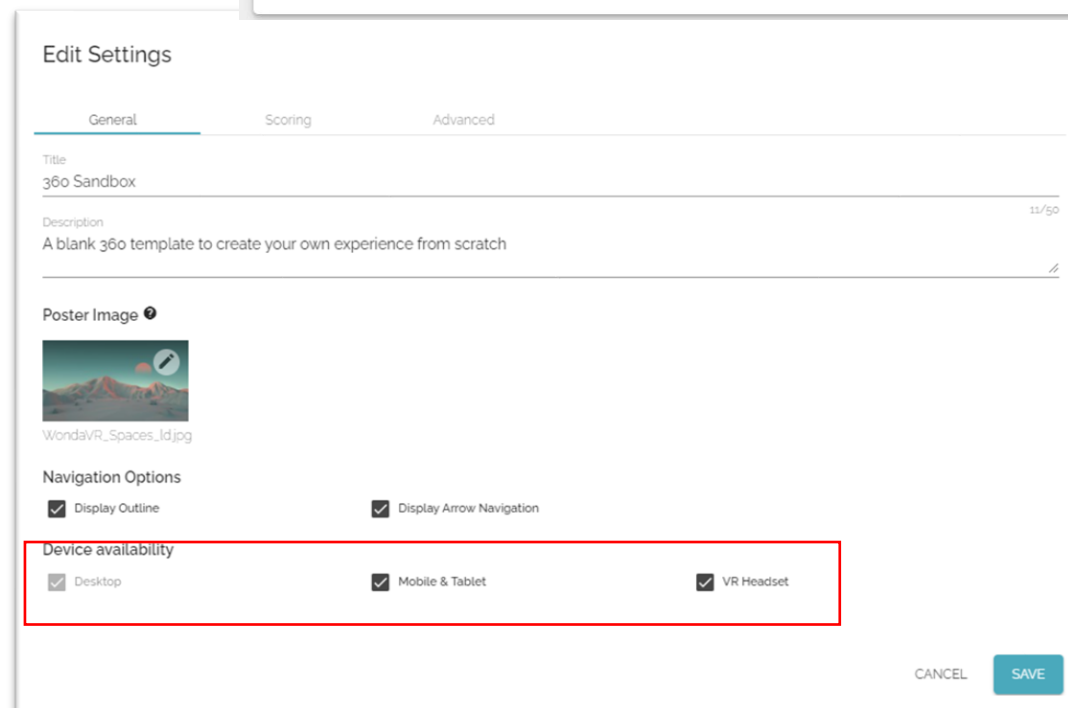 Edit Settings
General Scoring Advanced
Title
360 Sandbox
11/50
Description
A blank 360 template to create your own experience from scratch
Poster Image ?
WondaVR_Spaces_ld.jpg
Navigation Options
Display Outline Display Arrow Navigation
Device availability
Desktop Mobile & Tablet VR Headset
CANCEL SAVE